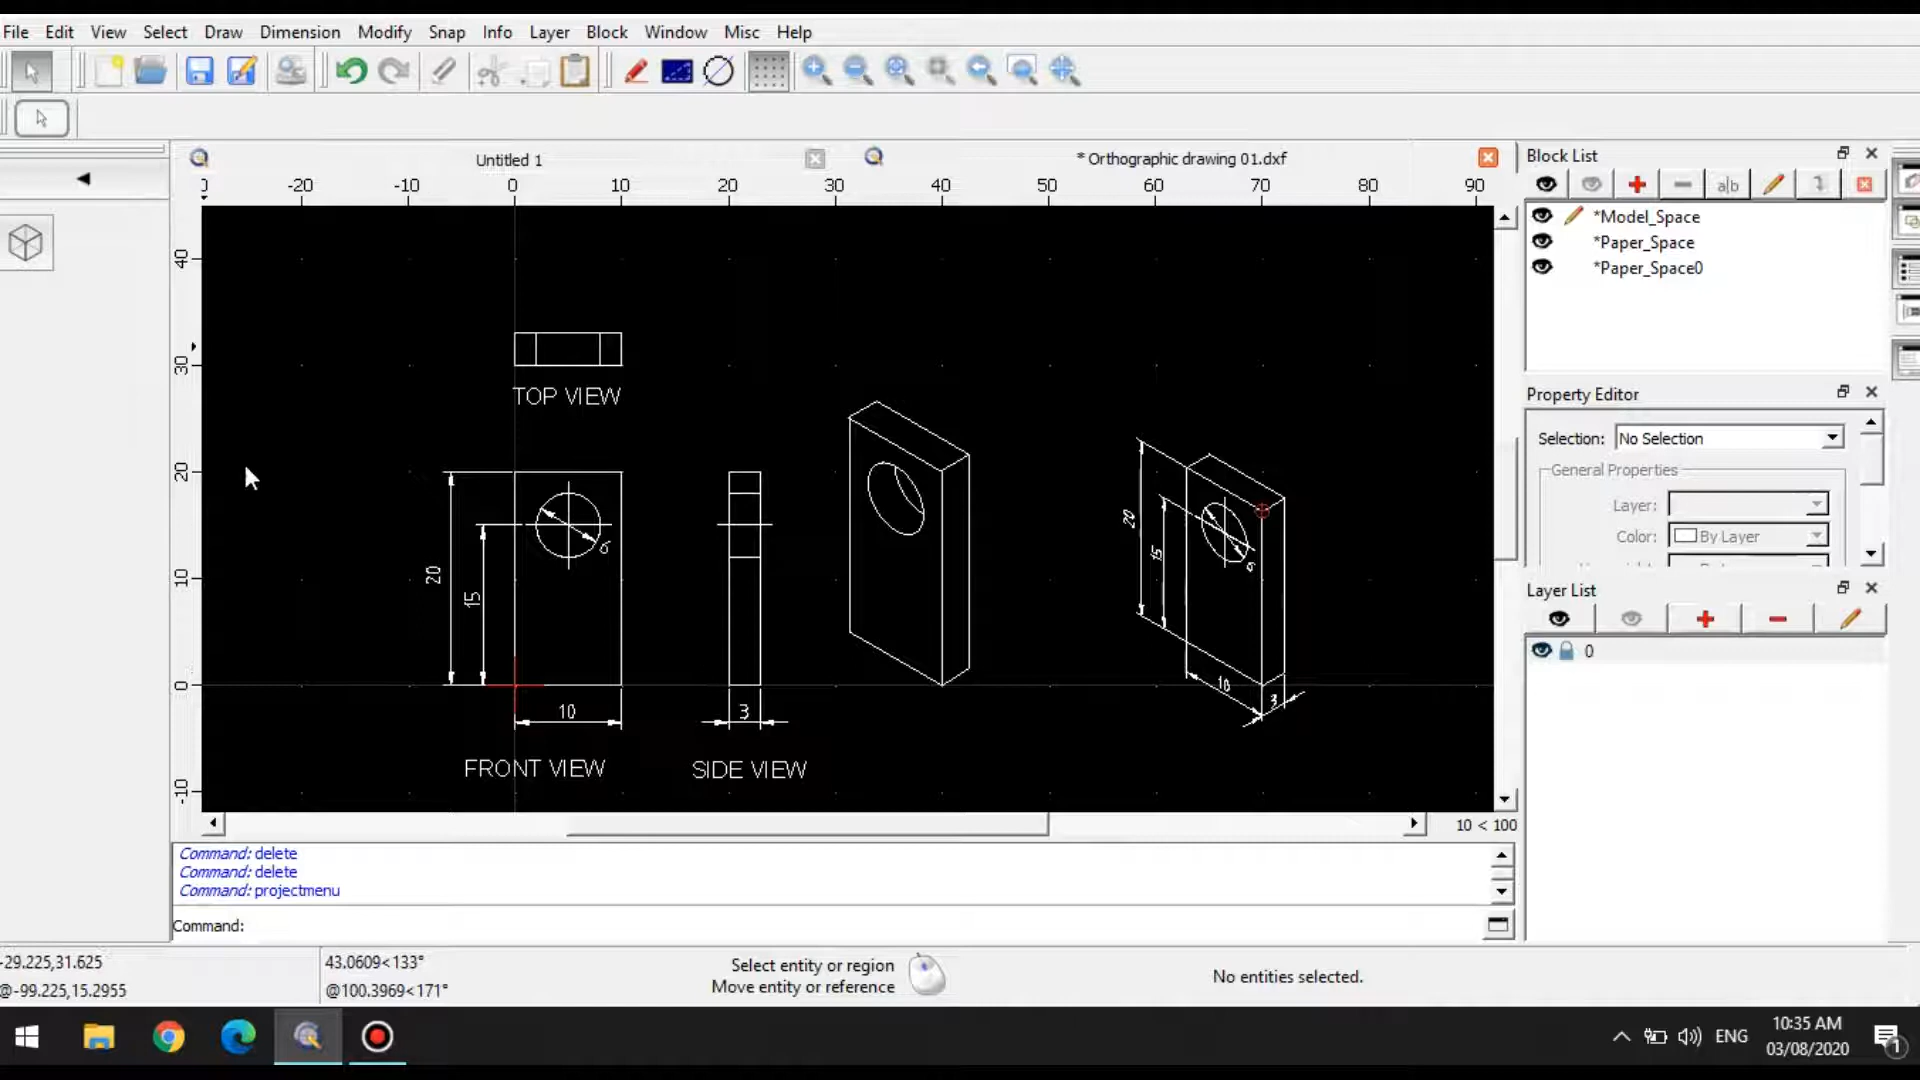 File Edit View Select Draw Dimension Modify Snap Info Layer Block Window Misc Help
Untitled 1
* Orthographic drawing 01.dxf
-20 -10 0 10 20 30 40 50 60 70 80 90
40
30
20
10
0
-10
TOP VIEW
20
15
6
10
FRONT VIEW
3
SIDE VIEW
20
15
6
10
3
10 < 100
Block List
a|b
*Model_Space
*Paper_Space
*Paper_Space0
Property Editor
Selection: No Selection
General Properties
Layer:
Color: By Layer
Layer List
0
Command: delete
Command: delete
Command: projectmenu
Command:
-29.225,31.625
@-99.225,15.2955
43.0609<133°
@100.3969<171°
Select entity or region
Move entity or reference
No entities selected.
ENG
10:35 AM
03/08/2020
1